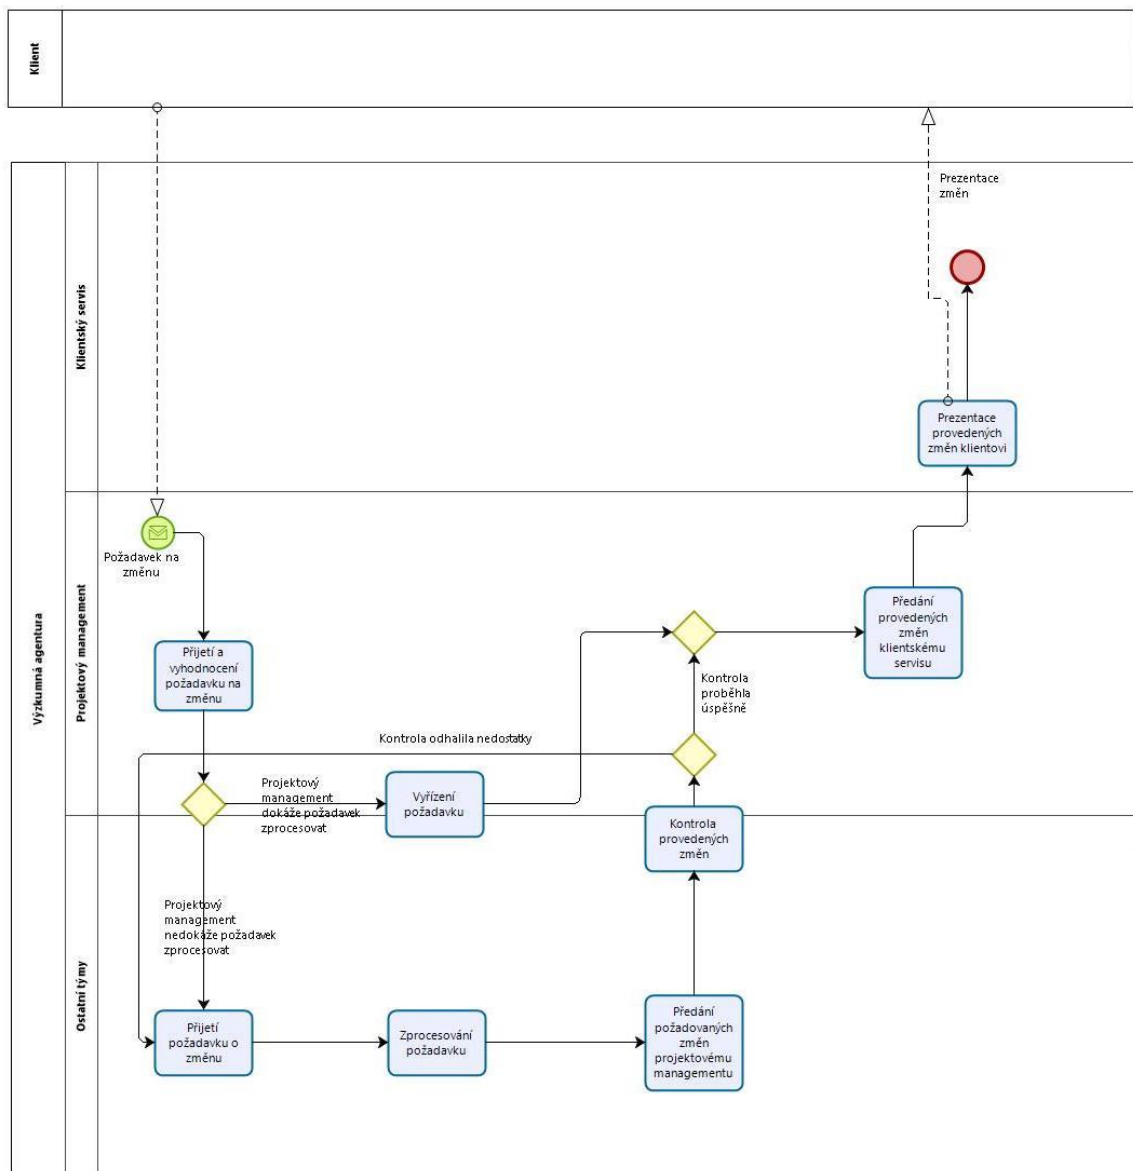 Klient
Výzkumná agentura
Klientský servis
Prezentace
změn
Prezentace
provedených
změn klientovi
Projektový management
Požadavek na
změnu
Přijetí a
vyhodnocení
požadavku na
změnu
Předání
provedených
změn
klientskému
servisu
Kontrola
proběhla
úspěšně
Kontrola odhalila nedostatky
Projektový
management
dokáže požadavek
zprocesovat
Vyřízení
požadavku
Kontrola
provedených
změn
Ostatní týmy
Projektový
management
nedokáže požadavek
zprocesovat
Přijetí
požadavku o
změnu
Zprocesování
požadavku
Předání
požadovaných
změn
projektovému
managementu